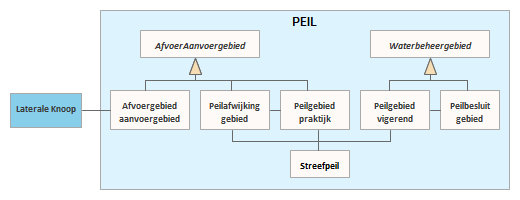 PEIL
AfvoerAanvoergebied
Waterbeheergebied
Laterale Knoop
Afvoergebied
aanvoergebied
Peilafwijking
gebied
Peilgebied
praktijk
Peilgebied
vigerend
Peilbesluit
gebied
Streefpeil